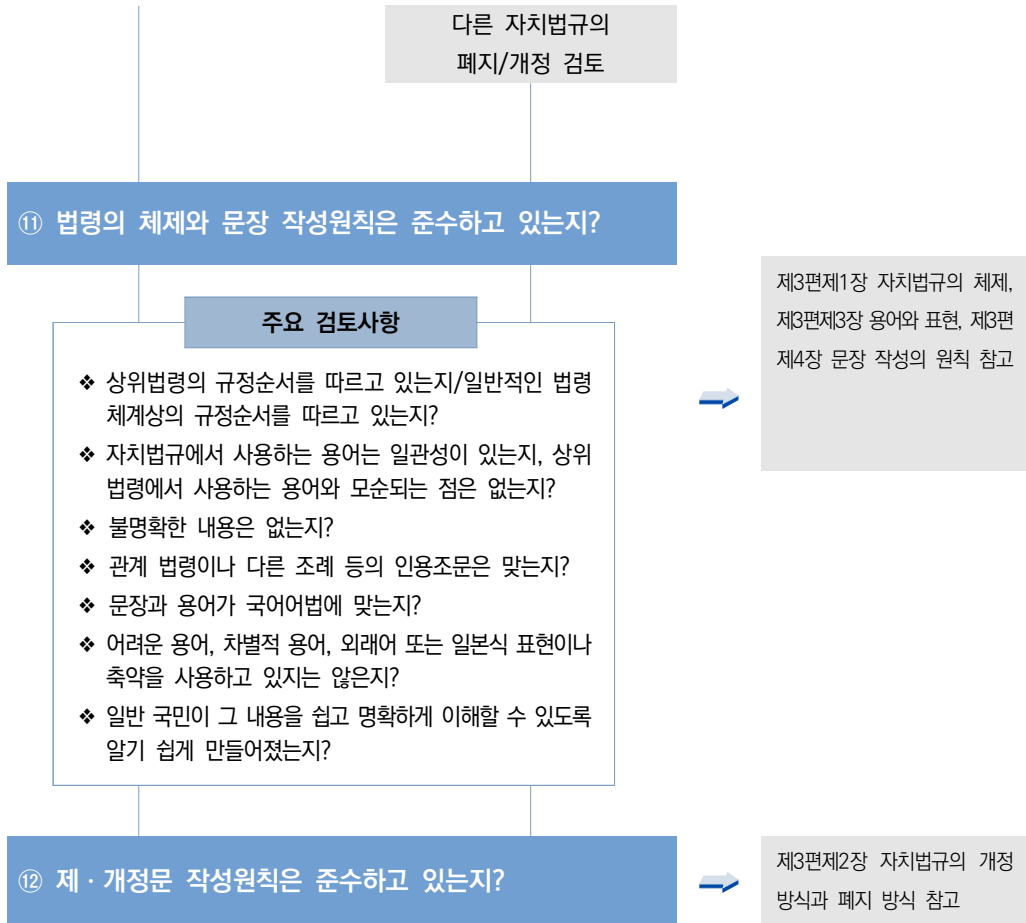 다른 자치법규의
폐지/개정 검토
⑪ 법령의 체제와 문장 작성원칙은 준수하고 있는지?
제3편제1장 자치법규의 체제,
제3편제3장 용어와 표현, 제3편
제4장 문장 작성의 원칙 참고
주요 검토사항
❖ 상위법령의 규정순서를 따르고 있는지/일반적인 법령
체계상의 규정순서를 따르고 있는지?
❖ 자치법규에서 사용하는 용어는 일관성이 있는지, 상위
법령에서 사용하는 용어와 모순되는 점은 없는지?
❖ 불명확한 내용은 없는지?
❖ 관계 법령이나 다른 조례 등의 인용조문은 맞는지?
❖ 문장과 용어가 국어어법에 맞는지?
❖ 어려운 용어, 차별적 용어, 외래어 또는 일본식 표현이나
축약을 사용하고 있지는 않은지?
❖ 일반 국민이 그 내용을 쉽고 명확하게 이해할 수 있도록
알기 쉽게 만들어졌는지?
⑫ 제 · 개정문 작성원칙은 준수하고 있는지?
제3편제2장 자치법규의 개정
방식과 폐지 방식 참고